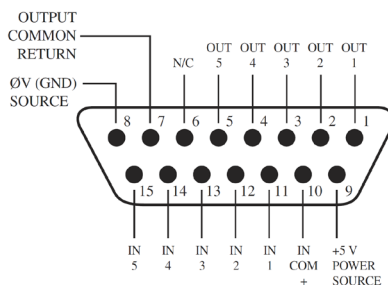 OUTPUT
COMMON
RETURN
ØV (GND)
SOURCE
N/C
OUT
5
OUT
4
OUT
3
OUT
2
OUT
1
8 7 6 5 4 3 2 1
15 14 13 12 11 10 9
IN
5
IN
4
IN
3
IN
2
IN
1
IN
COM
+
+5 V
POWER
SOURCE